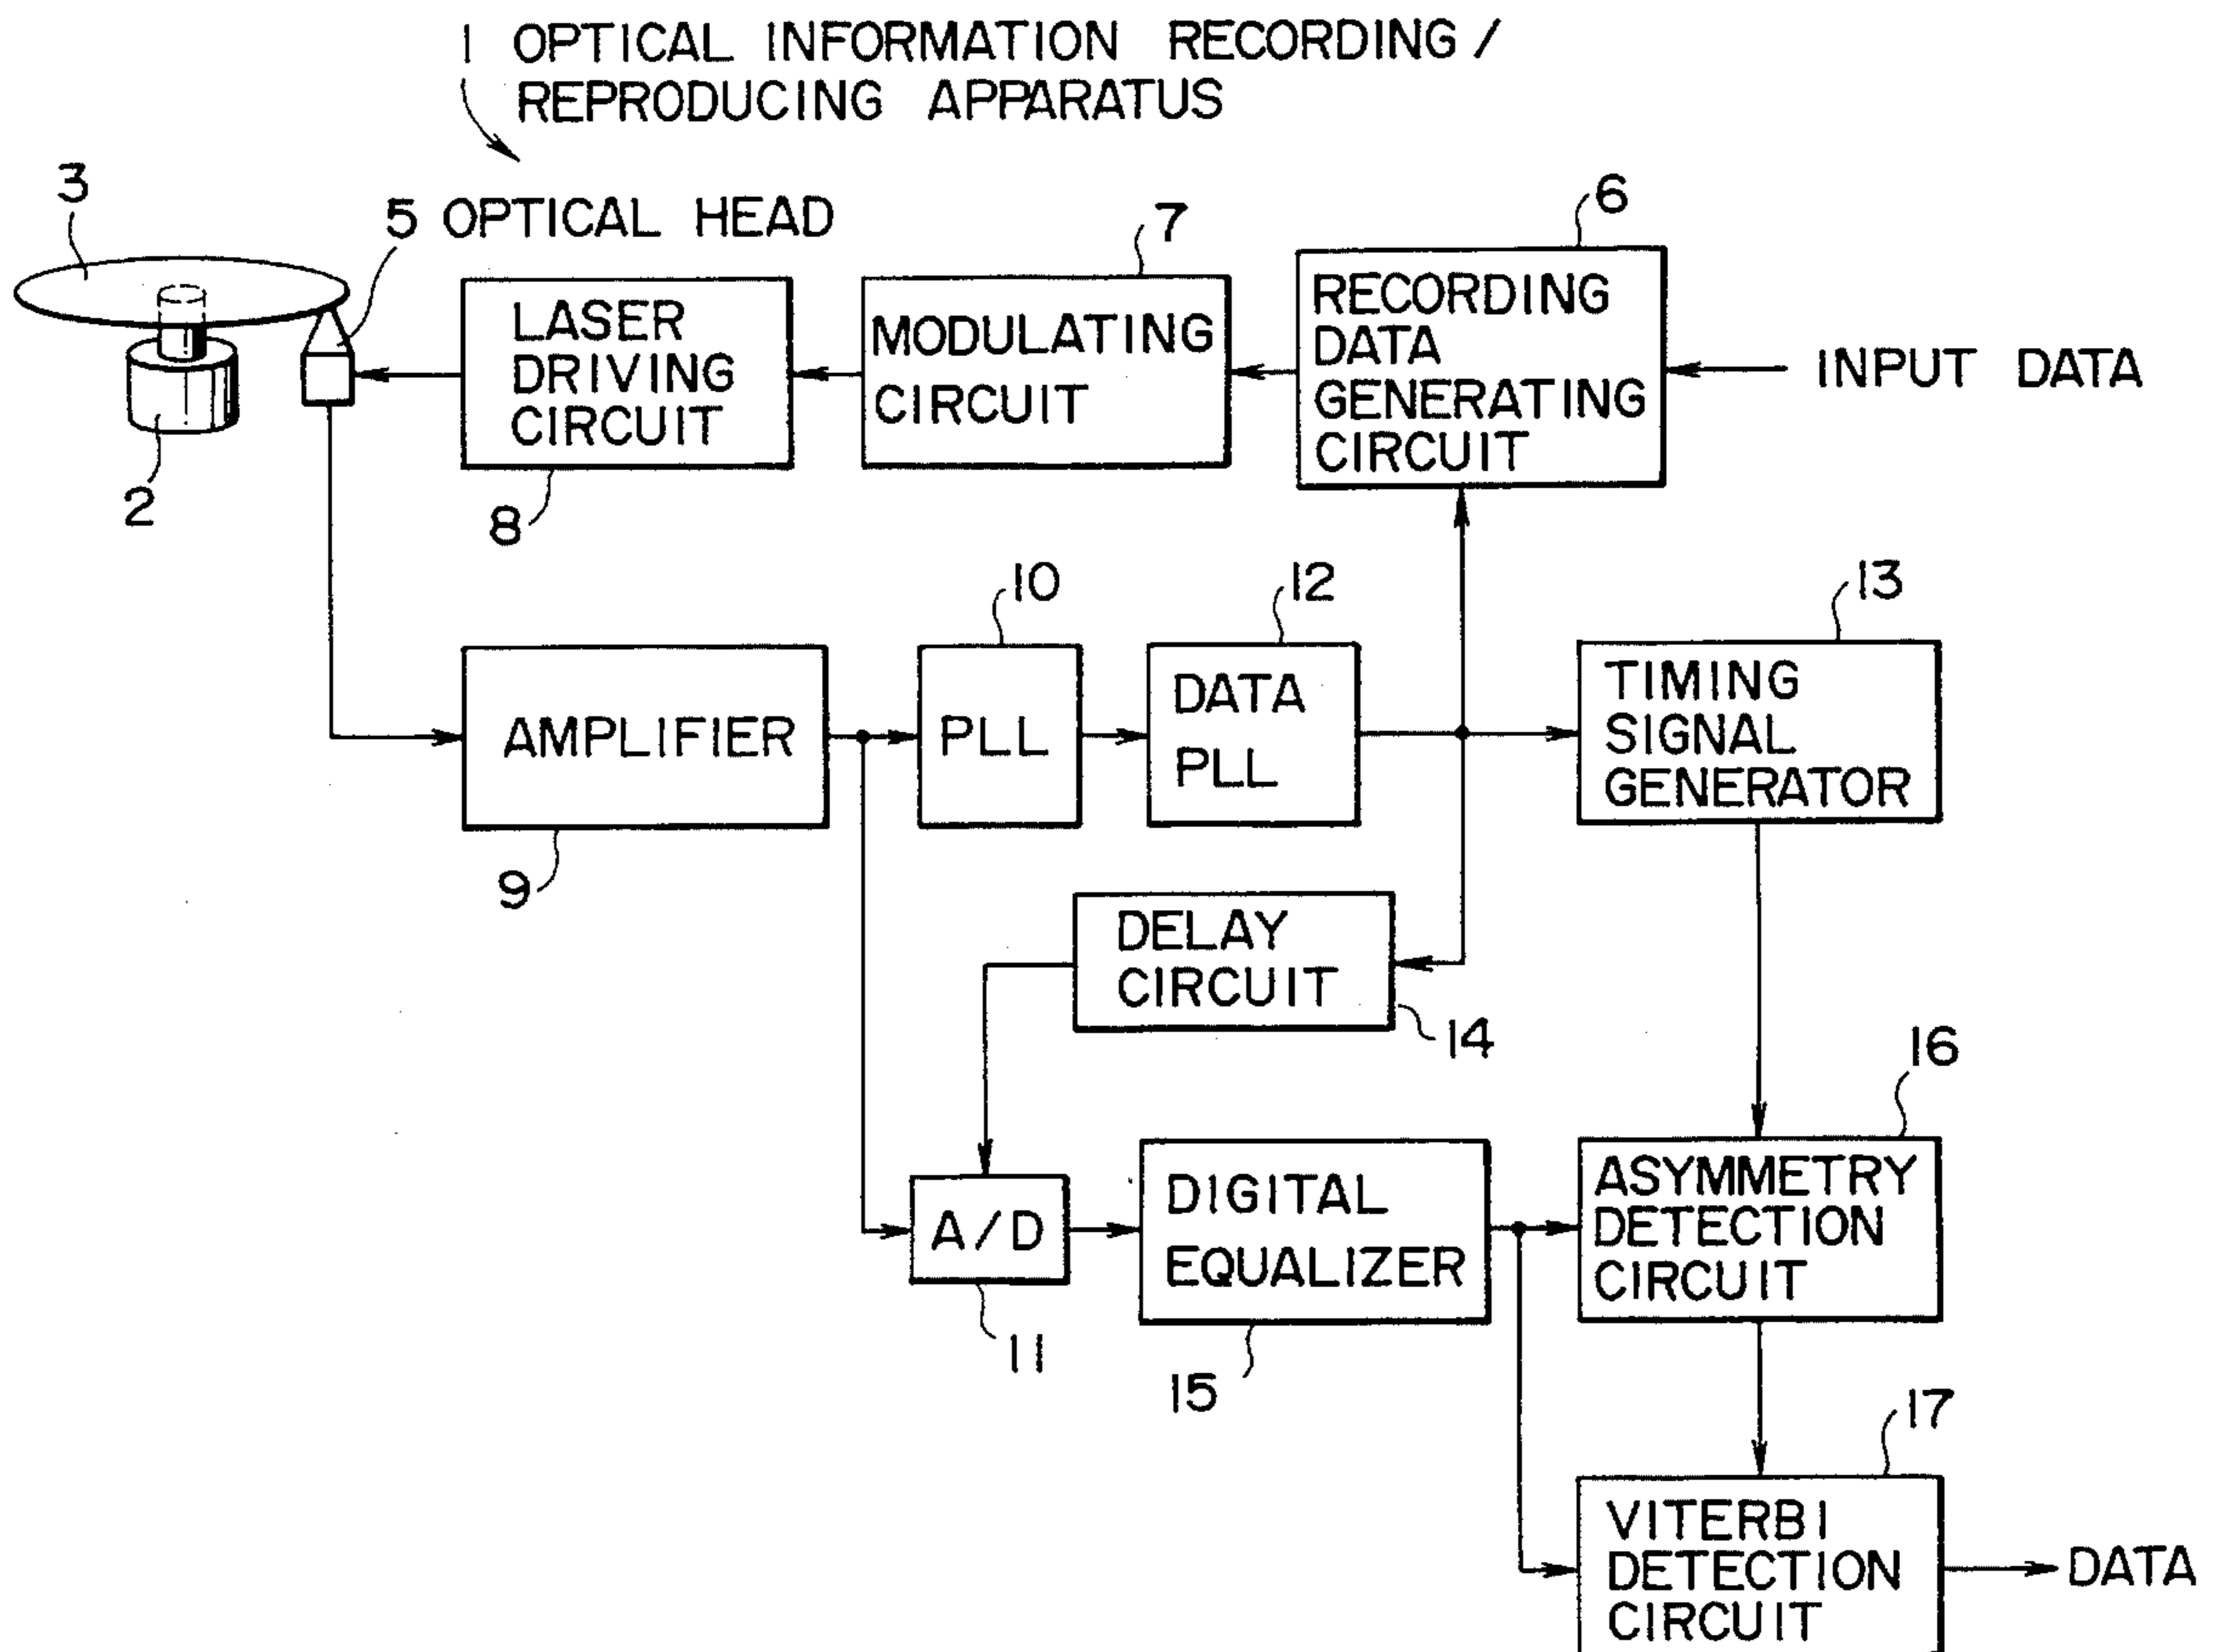 1 OPTICAL INFORMATION RECORDING /
REPRODUCING APPARATUS
3
5 OPTICAL HEAD
7
6
LASER
DRIVING
CIRCUIT
MODULATING
CIRCUIT
RECORDING
DATA
GENERATING
CIRCUIT
INPUT DATA
2
8
10
12
13
AMPLIFIER
PLL
DATA
PLL
TIMING
SIGNAL
GENERATOR
9
DELAY
CIRCUIT
14
16
A/D
DIGITAL
EQUALIZER
ASYMMETRY
DETECTION
CIRCUIT
11
15
17
VITERBI
DETECTION
CIRCUIT
DATA